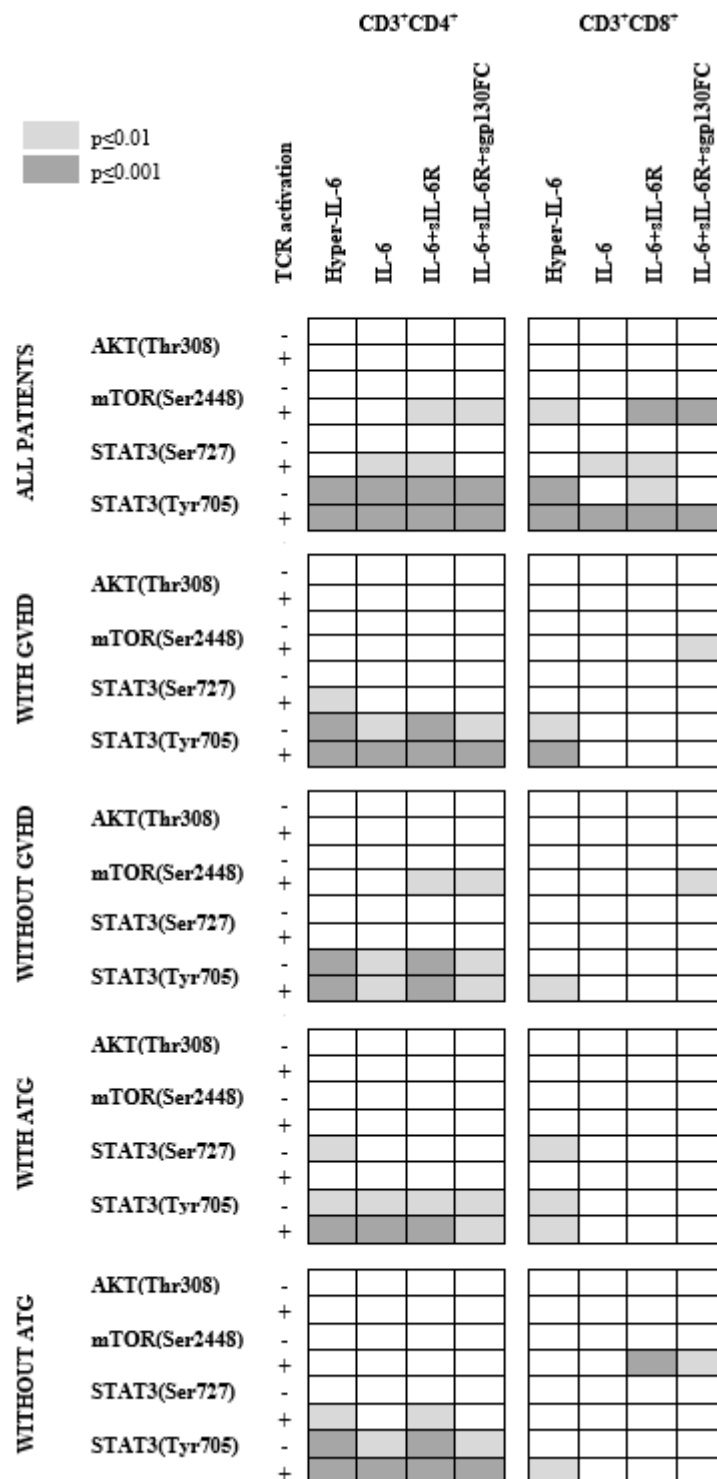 CD3+CD4+ CD3+CD8+
p≤0.01
p≤0.001
TCR activation
Hyper-IL-6
IL-6
IL-6+sIL-6R
IL-6+sIL-6R+sgp130FC
Hyper-IL-6
IL-6
IL-6+sIL-6R
IL-6+sIL-6R+sgp130FC
ALL PATIENTS
AKT(Thr308) -
+
mTOR(Ser2448) -
+
STAT3(Ser727) -
+
STAT3(Tyr705) -
+
WITH GVHD
AKT(Thr308) -
+
mTOR(Ser2448) -
+
STAT3(Ser727) -
+
STAT3(Tyr705) -
+
WITHOUT GVHD
AKT(Thr308) -
+
mTOR(Ser2448) -
+
STAT3(Ser727) -
+
STAT3(Tyr705) -
+
WITH ATG
AKT(Thr308) -
+
mTOR(Ser2448) -
+
STAT3(Ser727) -
+
STAT3(Tyr705) -
+
WITHOUT ATG
AKT(Thr308) -
+
mTOR(Ser2448) -
+
STAT3(Ser727) -
+
STAT3(Tyr705) -
+